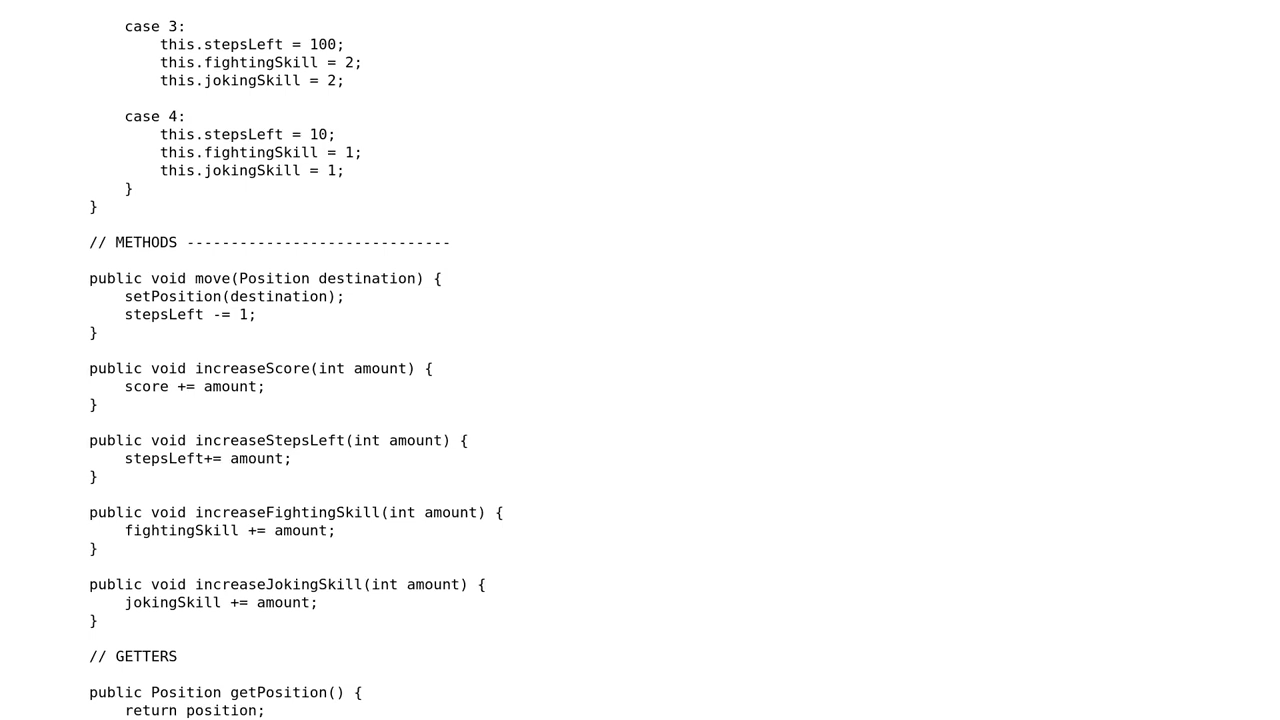 case 3:
this.stepsLeft = 100;
this.fightingSkill = 2;
this.jokingSkill = 2;
case 4:
this.stepsLeft = 10;
this.fightingSkill = 1;
this.jokingSkill = 1;
}
}
// METHODS ------------------------------
public void move(Position destination) {
setPosition(destination);
stepsLeft -= 1;
}
public void increaseScore(int amount) {
score += amount;
}
public void increaseStepsLeft(int amount) {
stepsLeft+= amount;
}
public void increaseFightingSkill(int amount) {
fightingSkill += amount;
}
public void increaseJokingSkill(int amount) {
jokingSkill += amount;
}
// GETTERS
public Position getPosition() {
return position;